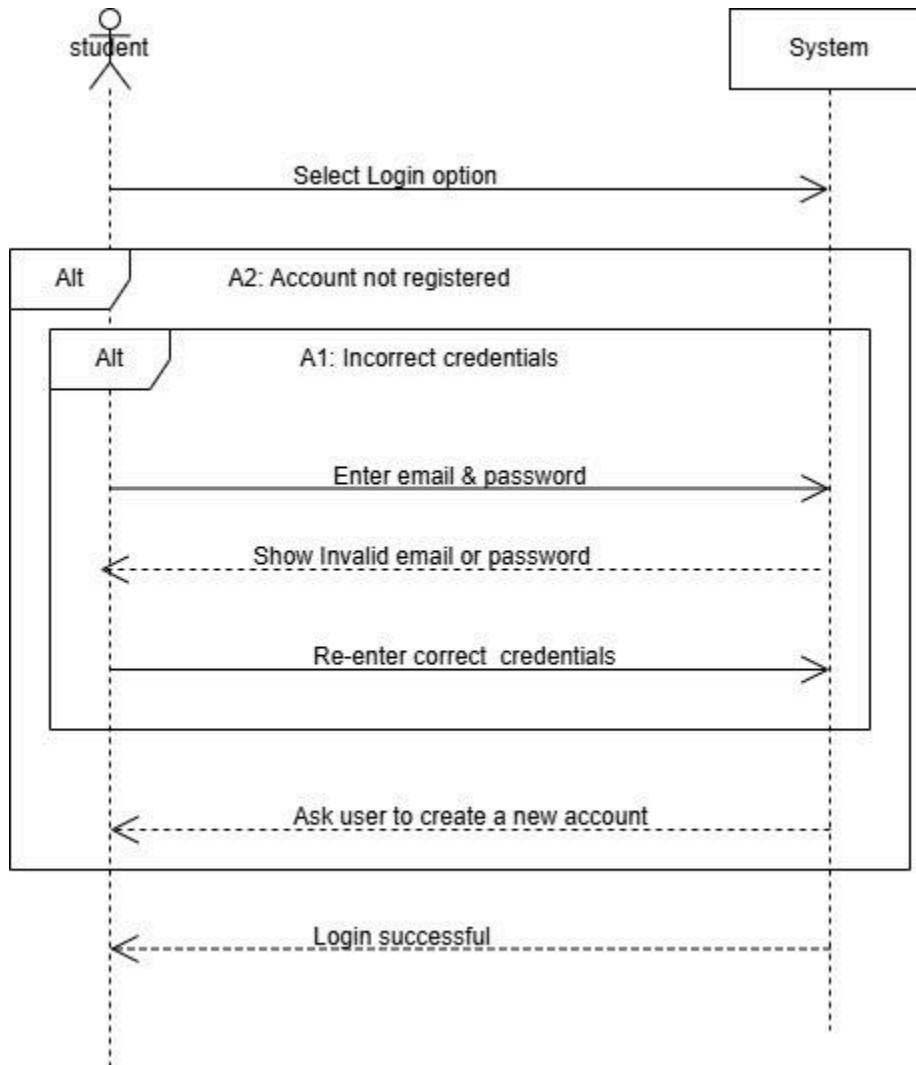 student
System
Select Login option
Alt
A2: Account not registered
Alt
A1: Incorrect credentials
Enter email & password
Show Invalid email or password
Re-enter correct  credentials
Ask user to create a new account
Login successful